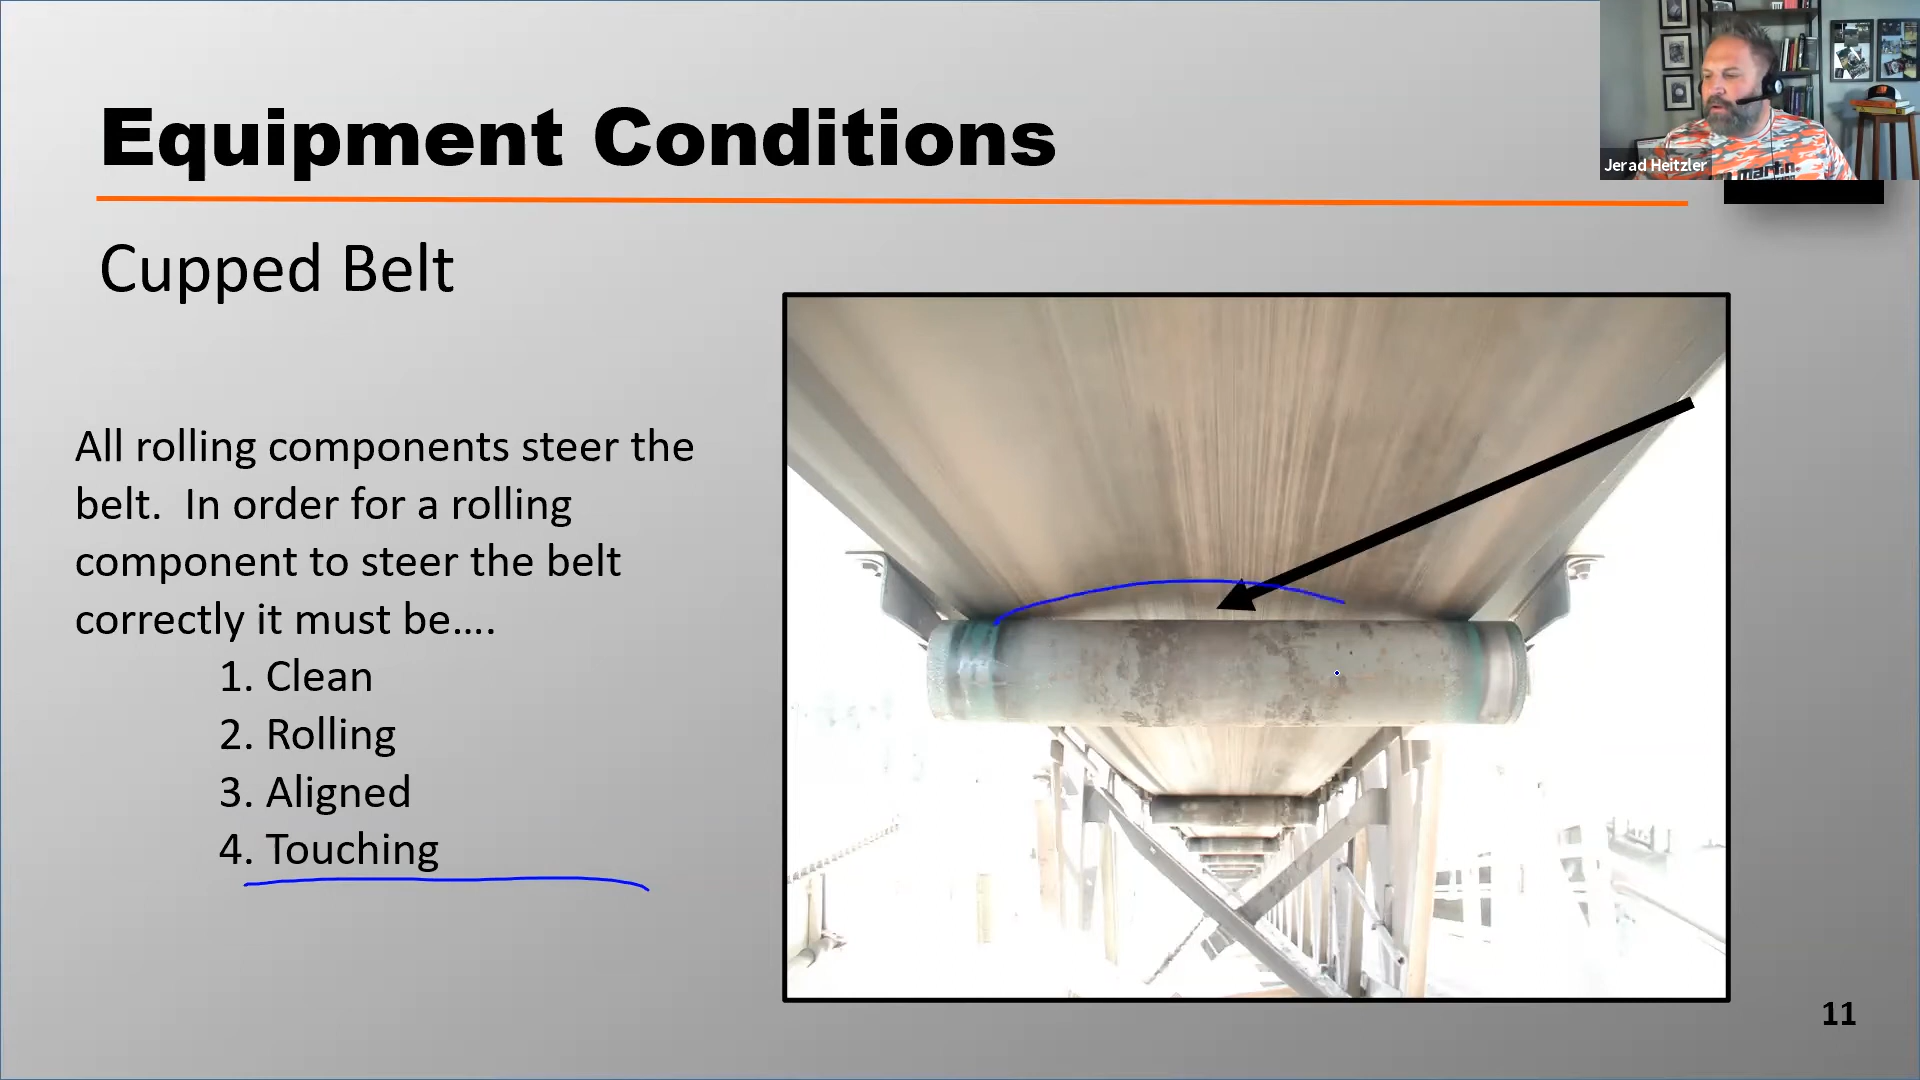 Equipment Conditions
Jerad Heitzler
martin
Cupped Belt
All rolling components steer the
belt. In order for a rolling
component to steer the belt
correctly it must be....
1. Clean
2. Rolling
3. Aligned
4. Touching
11